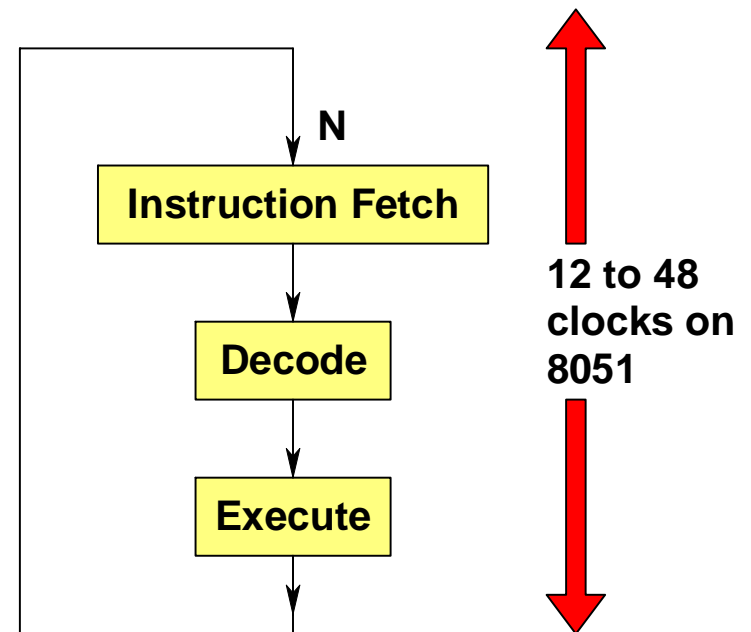 N
Instruction Fetch
12 to 48
clocks on
8051
Decode
Execute